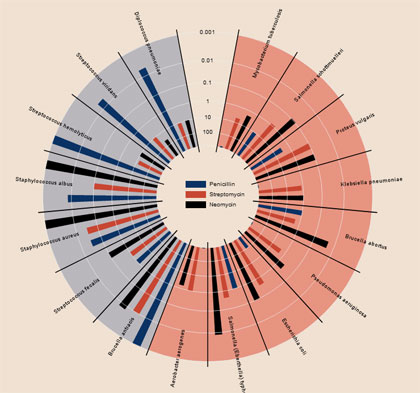 0.001
0.01
0.1
1
10
100
Mycobacterium tuberculosis
Salmonella schottmuelleri
Proteus vulgaris
Klebsiella pneumoniae
Brucella abortus
Pseudomonas aeruginosa
Escherichia coli
Salmonella (Eberthella) typh
Aerobacter aerogenes
Brucella antracis
Streptococcus fecalis
Staphylococcus aureus
Staphylococcus albus
Streptococcus hemolyticus
Streptococcus viridans
Diplococcus pneumoniae
Penicillin
Streptomycin
Neomycin